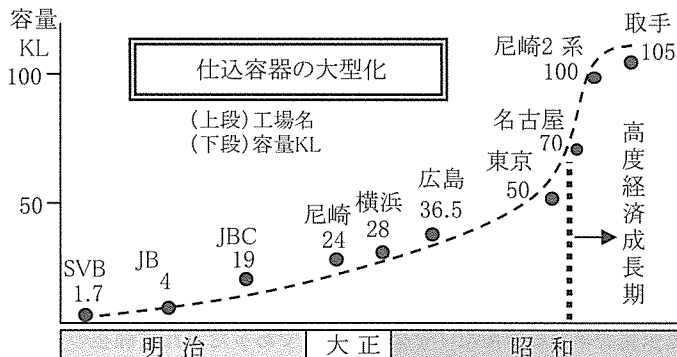 容量
KL
100
50
仕込容器の大型化
(上段)工場名
(下段)容量KL
SVB
1.7
JB
4
JBC
19
尼崎
24
横浜
28
広島
36.5
東京
50
名古屋
70
尼崎2 系
100
取手
105
高度経済成長期
明 治
大 正
昭 和